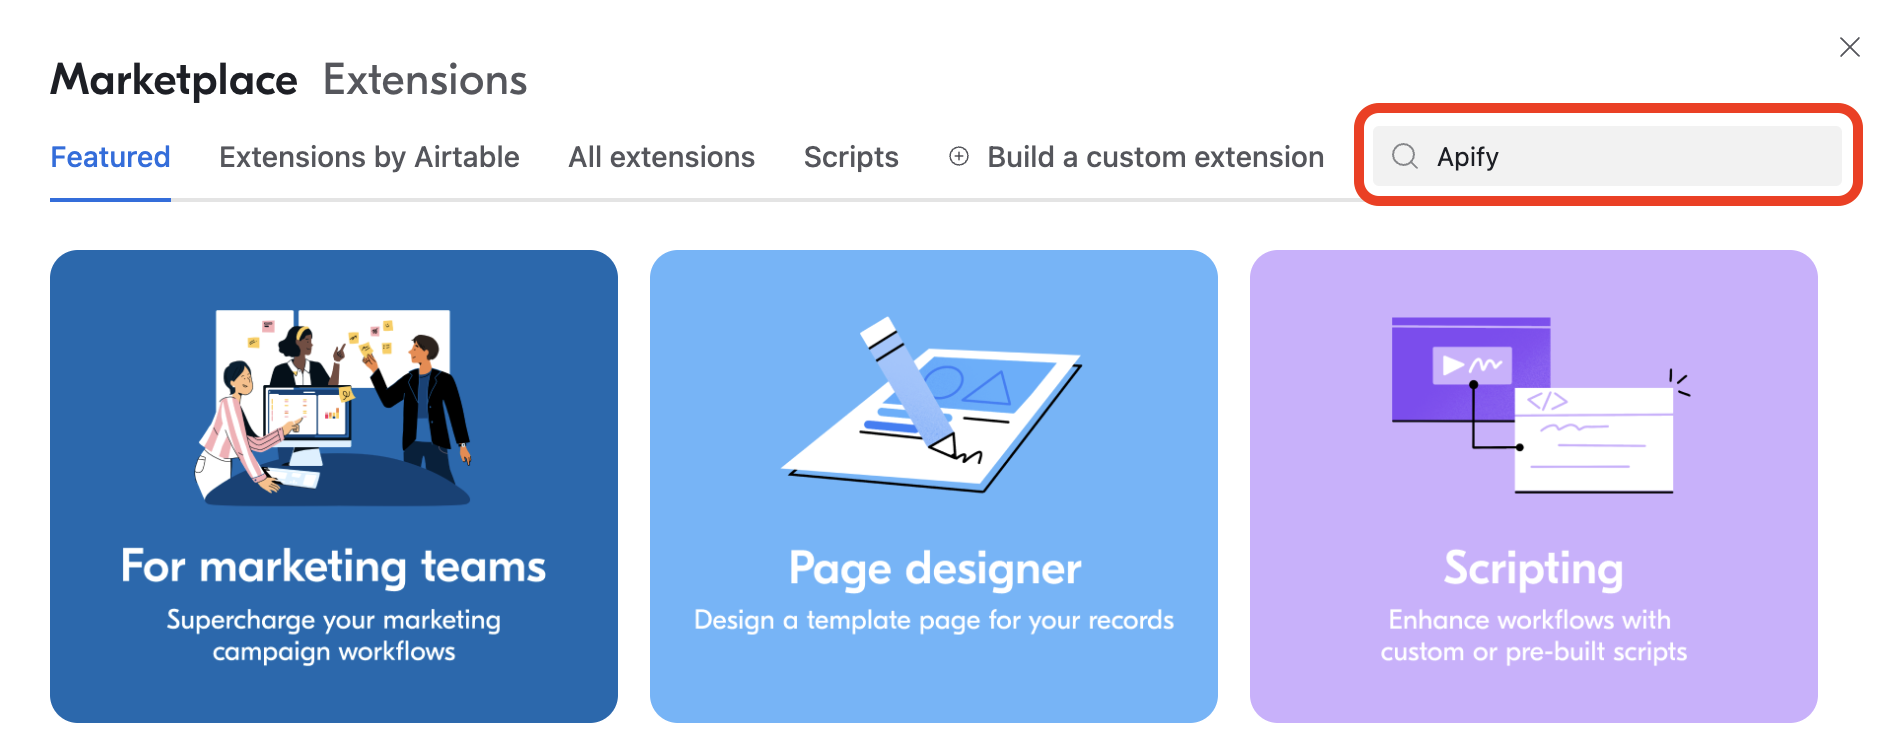 Marketplace Extensions
Featured Extensions by Airtable All extensions Scripts Build a custom extension Apify
For marketing teams
Supercharge your marketing
campaign workflows
Page designer
Design a template page for your records
Scripting
Enhance workflows with
custom or pre-built scripts